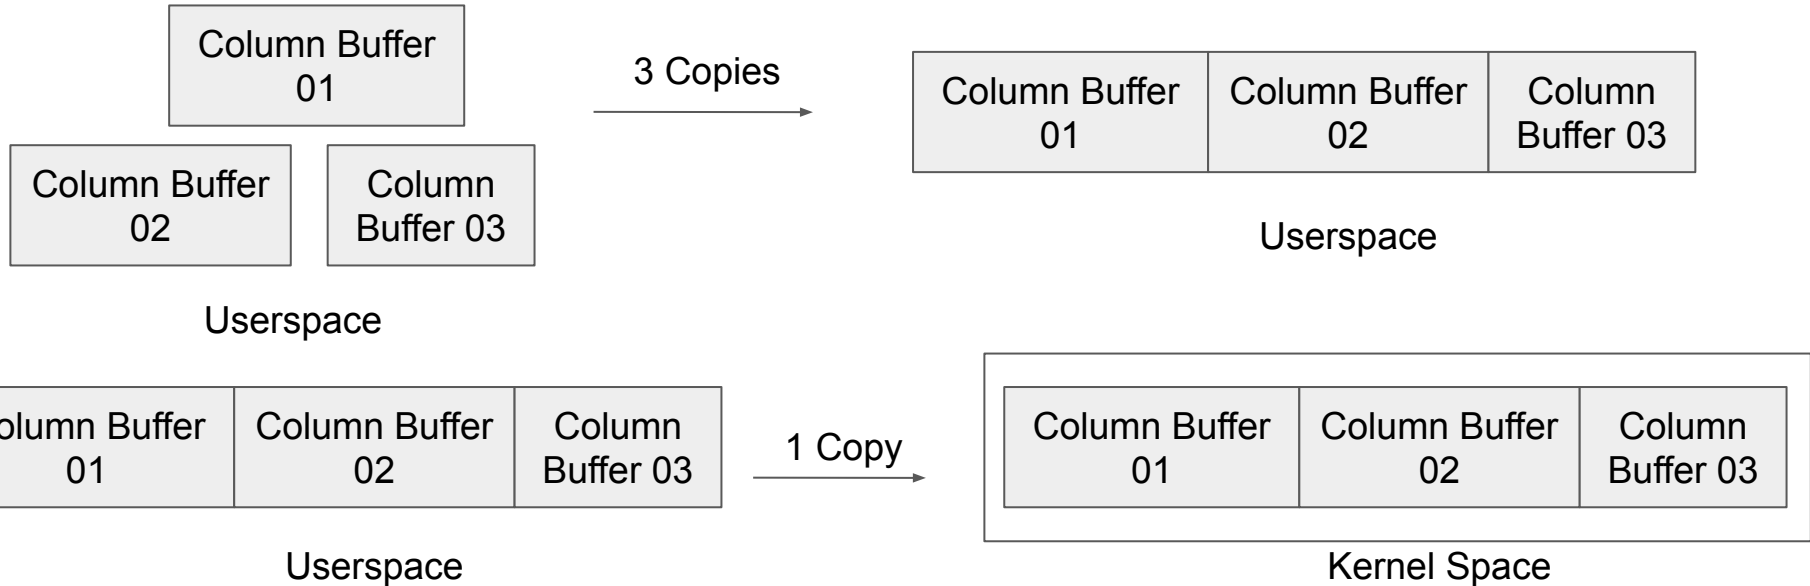 Column Buffer
01
Column Buffer
02
Column
Buffer 03
Userspace
3 Copies
Column Buffer
01
Column Buffer
02
Column
Buffer 03
Userspace
olumn Buffer
01
Column Buffer
02
Column
Buffer 03
Userspace
1 Copy
Column Buffer
01
Column Buffer
02
Column
Buffer 03
Kernel Space